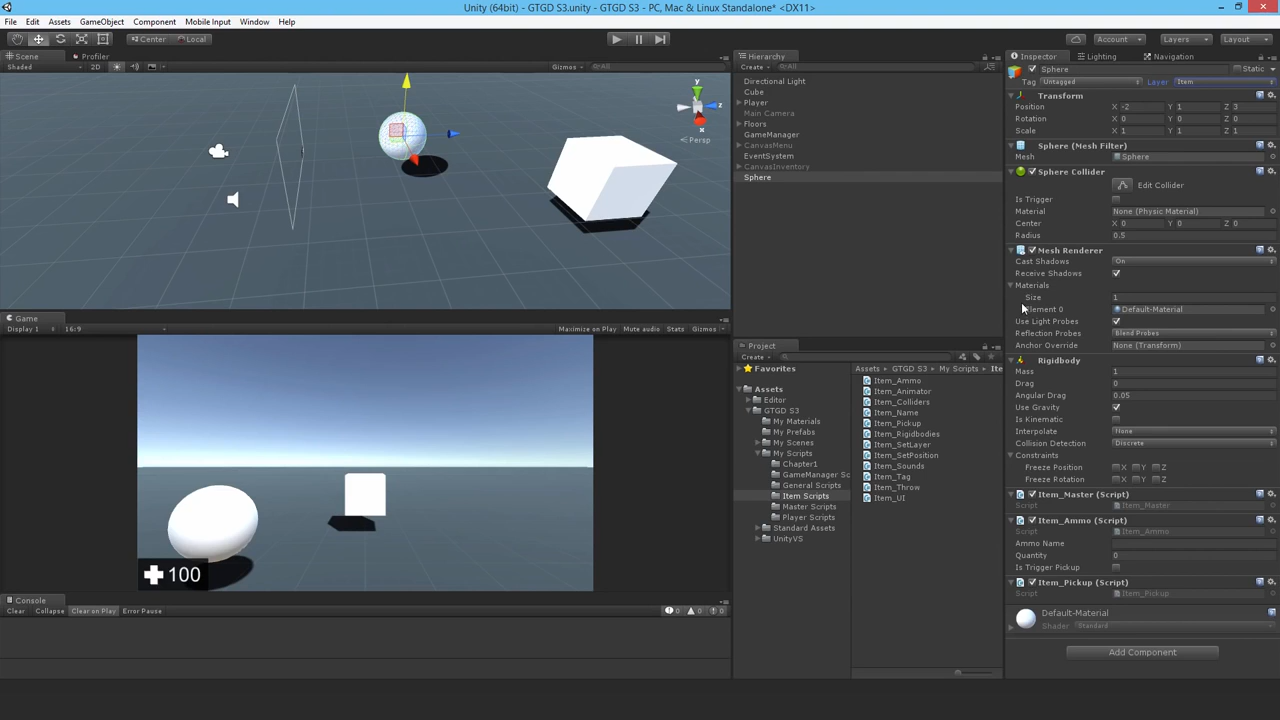 Unity (64bit) - GTGD S3.unity - GTGD S3 - PC, Mac & Linux Standalone* <DX11>
File Edit Assets GameObject Component Mobile Input Window Help
Center Local Account Layers Layout
Scene Profiler
Shaded 2D Gizmos All
y
z
x
Persp
Game
Display 1 16:9 Maximize on Play Mute audio Stats Gizmos
100
Console
Clear Collapse Clear on Play Error Pause 0 0 0
Hierarchy
Create All
Directional Light
Cube
Player
Main Camera
Floors
GameManager
CanvasMenu
EventSystem
CanvasInventory
Sphere
Project
Create
Favorites
Assets
Editor
GTGD S3
My Materials
My Prefabs
My Scenes
My Scripts
Chapter1
GameManager Sc
General Scripts
Item Scripts
Master Scripts
Player Scripts
Standard Assets
UnityVS
Assets GTGD S3 My Scripts Ite
Item_Ammo
Item_Animator
Item_Colliders
Item_Name
Item_Pickup
Item_Rigidbodies
Item_SetLayer
Item_SetPosition
Item_Sounds
Item_Tag
Item_Throw
Item_UI
Inspector Lighting Navigation
Sphere Static
Tag Untagged Layer Item
Transform
Position X -2 Y 1 Z 3
Rotation X 0 Y 0 Z 0
Scale X 1 Y 1 Z 1
Sphere (Mesh Filter)
Mesh Sphere
Sphere Collider
Edit Collider
Is Trigger
Material None (Physic Material)
Center X 0 Y 0 Z 0
Radius 0.5
Mesh Renderer
Cast Shadows On
Receive Shadows
Materials
Size 1
Element 0 Default-Material
Use Light Probes
Reflection Probes Blend Probes
Anchor Override None (Transform)
Rigidbody
Mass 1
Drag 0
Angular Drag 0.05
Use Gravity
Is Kinematic
Interpolate None
Collision Detection Discrete
Constraints
Freeze Position X Y Z
Freeze Rotation X Y Z
Item_Master (Script)
Script Item_Master
Item_Ammo (Script)
Script Item_Ammo
Ammo Name
Quantity 0
Is Trigger Pickup
Item_Pickup (Script)
Script Item_Pickup
Default-Material
Shader Standard
Add Component